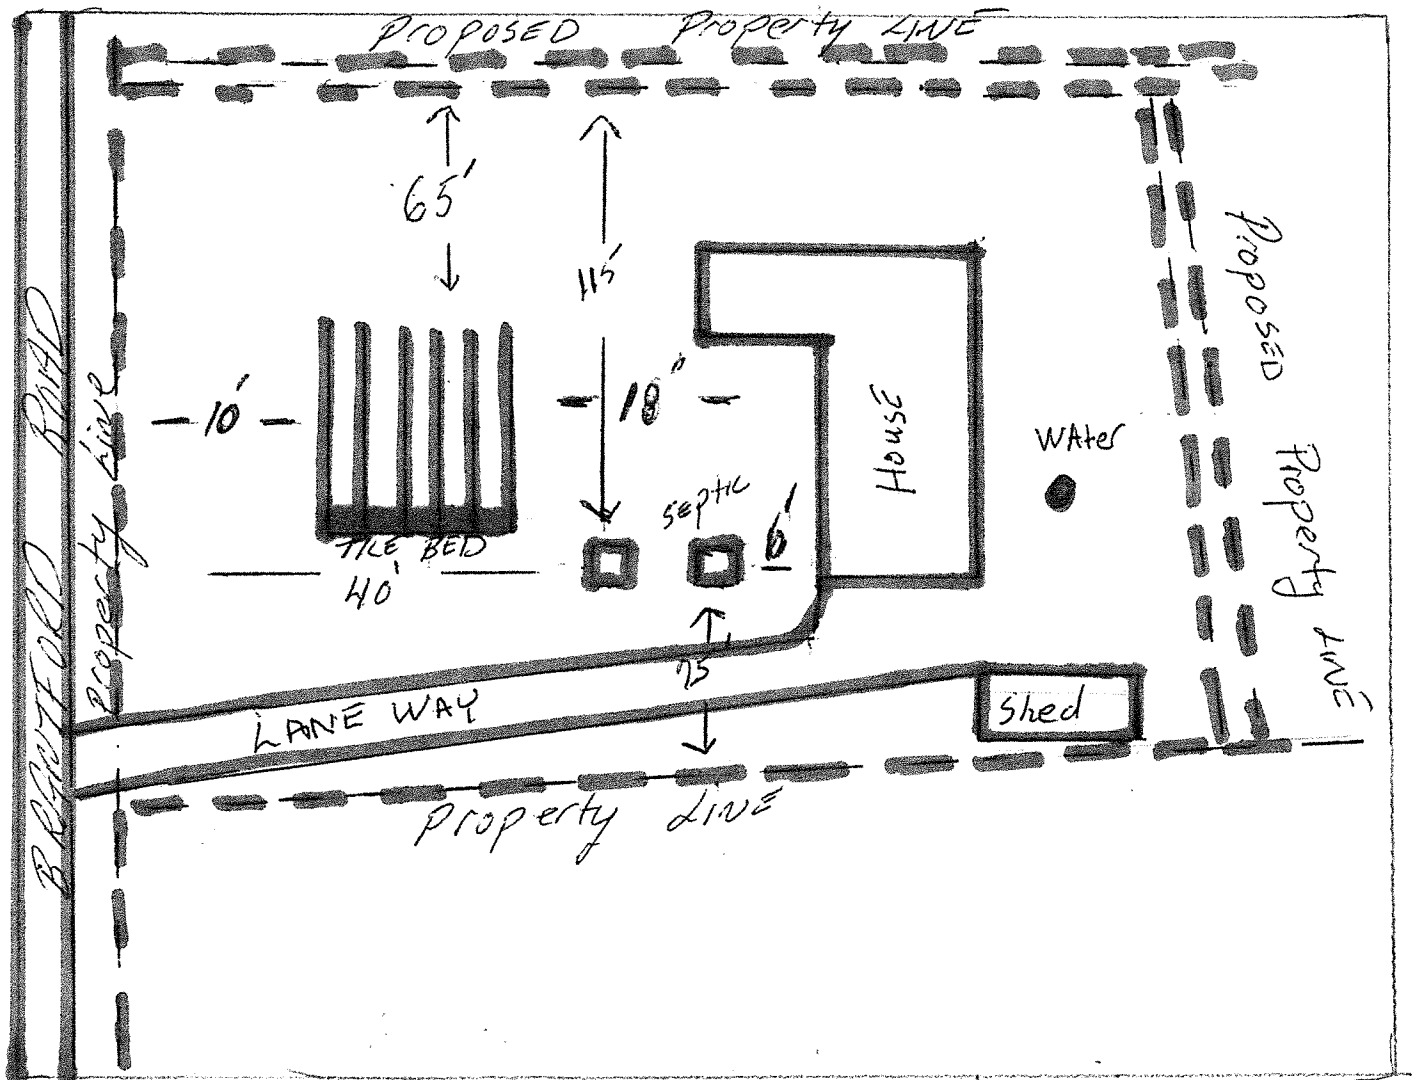 PROPOSED Property LINE
65'
115'
BRANTFORD ROAD
Property Line
10'
18'
House
WAter
PROPOSED Property LINE
SEPTIC
6'
TILE BED
40'
75'
LANE WAY
Shed
Property LINE